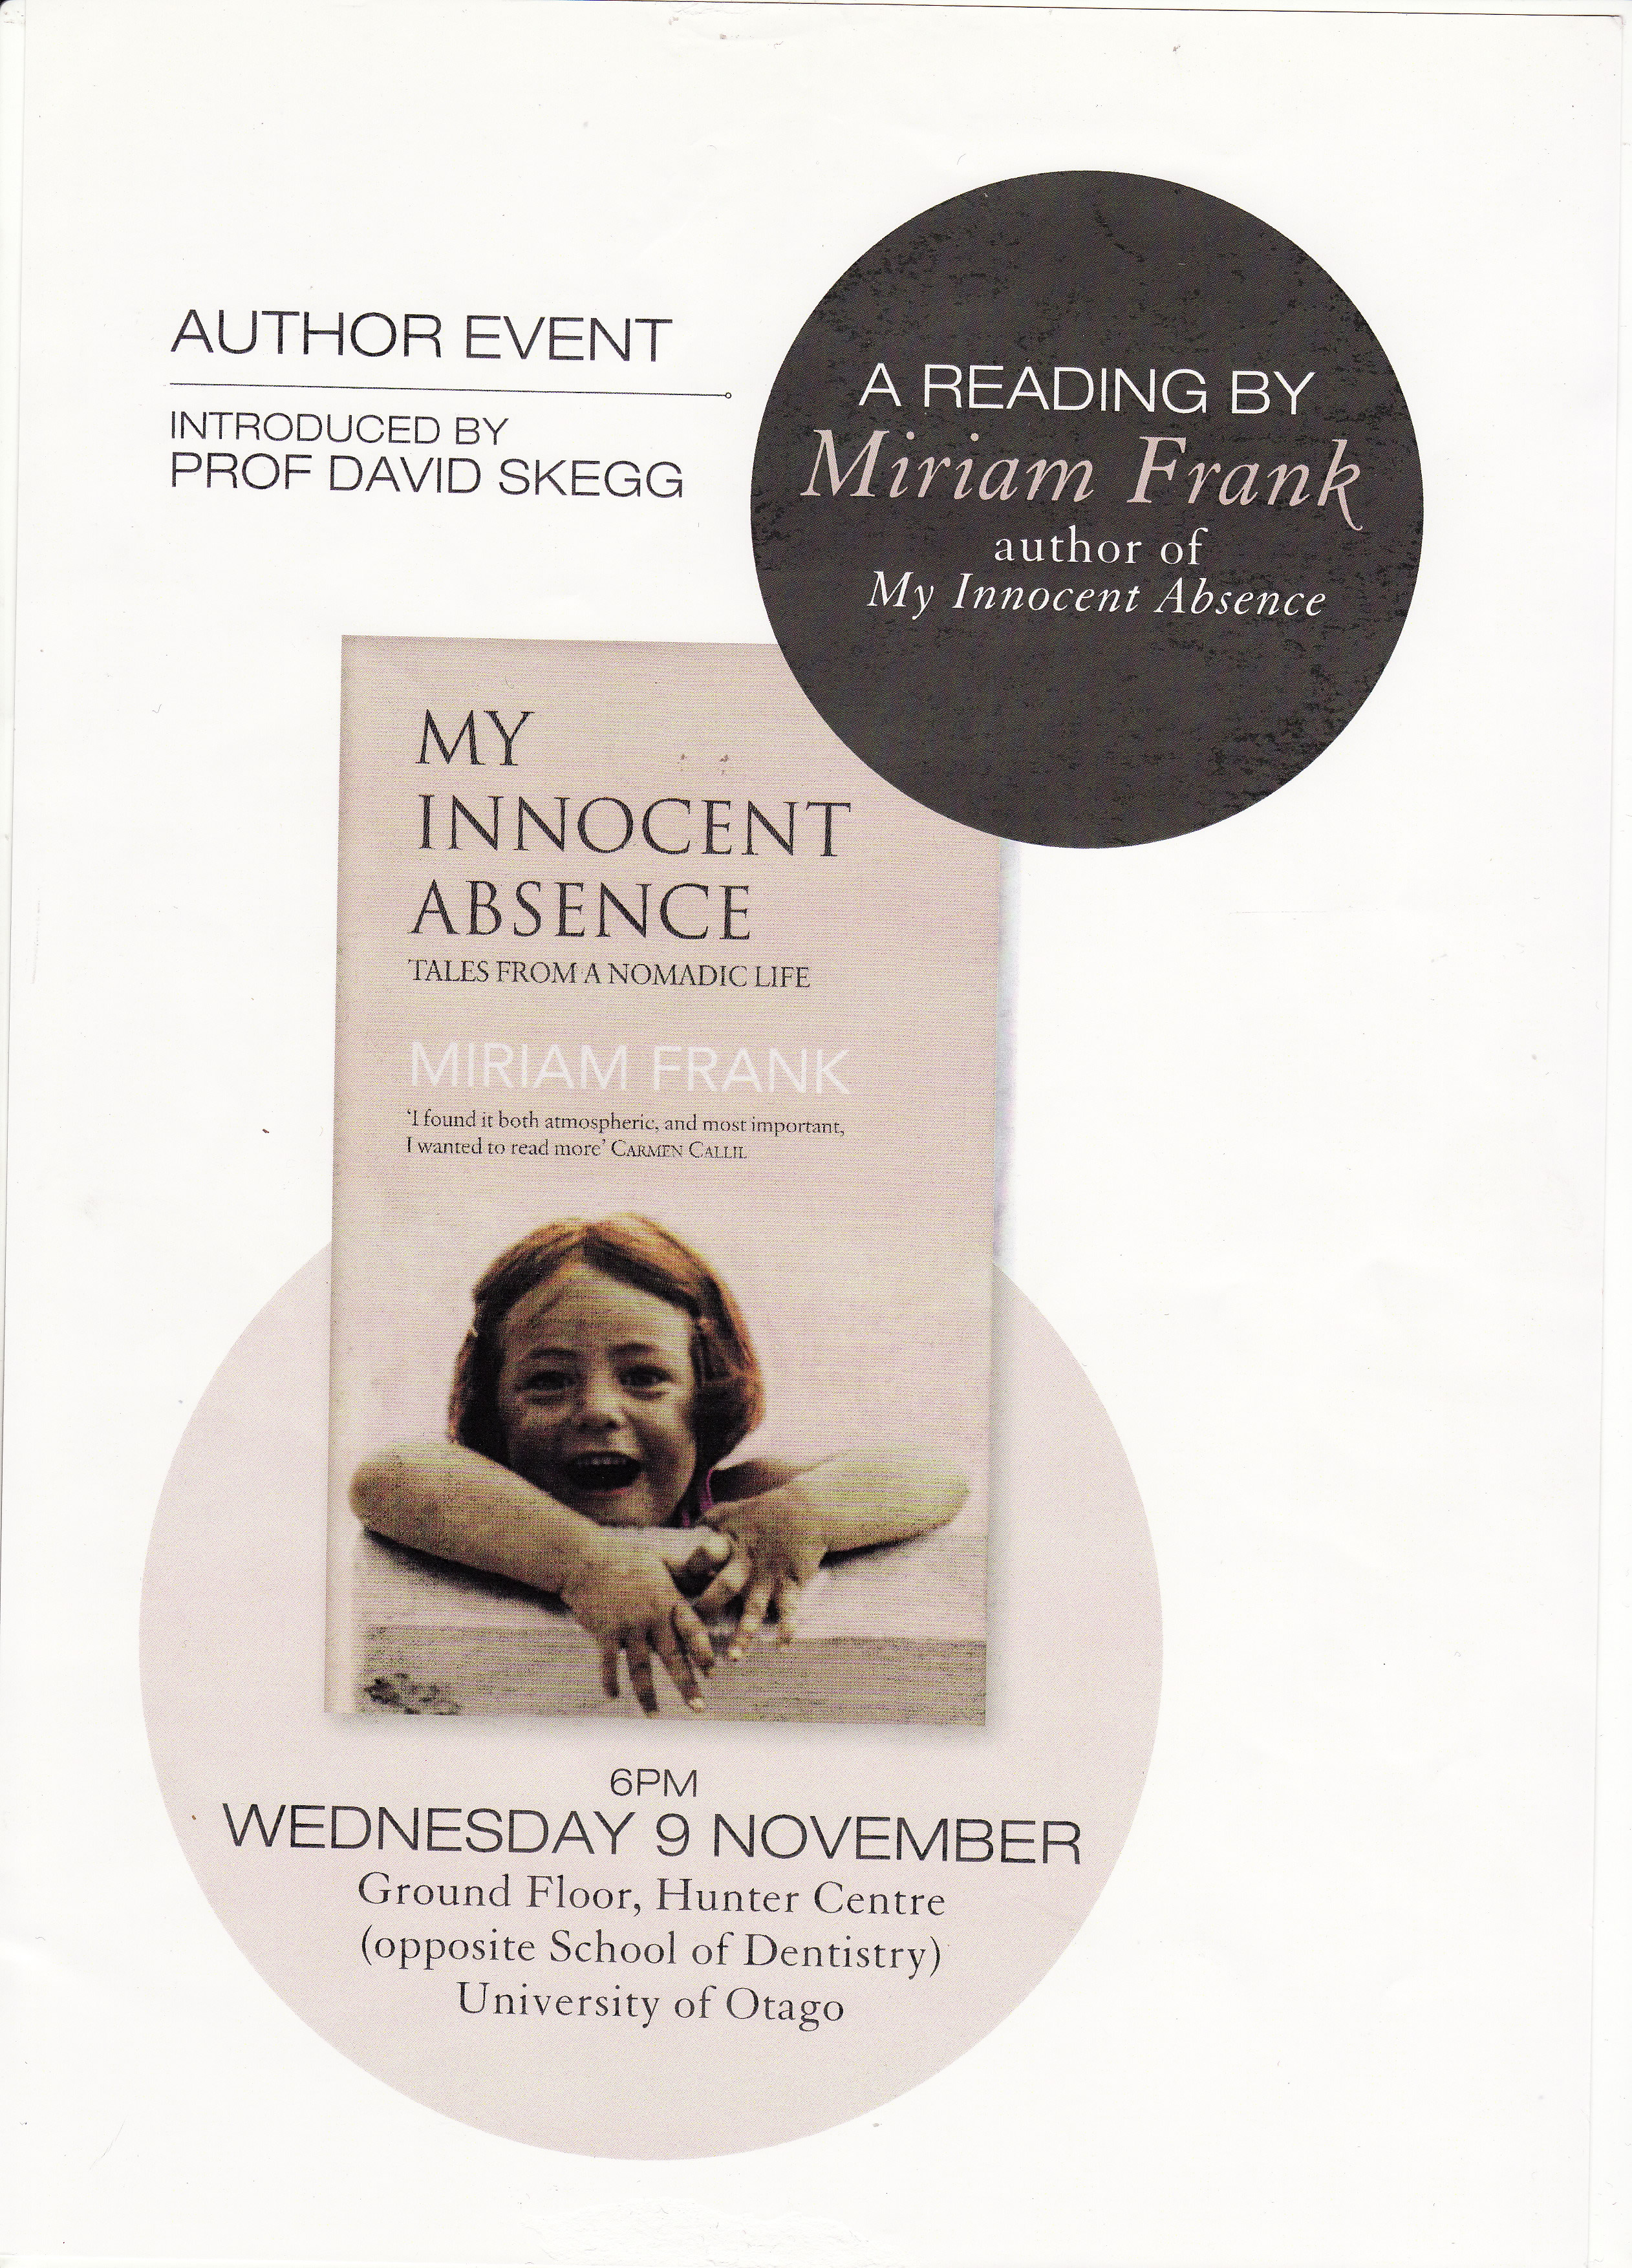 AUTHOR EVENT
INTRODUCED BY
PROF DAVID SKEGG
A READING BY
Miriam Frank
author of
My Innocent Absence
MY
INNOCENT
ABSENCE
TALES FROM A NOMADIC LIFE
MIRIAM FRANK
‘I found it both atmospheric, and most important,
I wanted to read more’ CARMEN CALLIL
6PM
WEDNESDAY 9 NOVEMBER
Ground Floor, Hunter Centre
(opposite School of Dentistry)
University of Otago